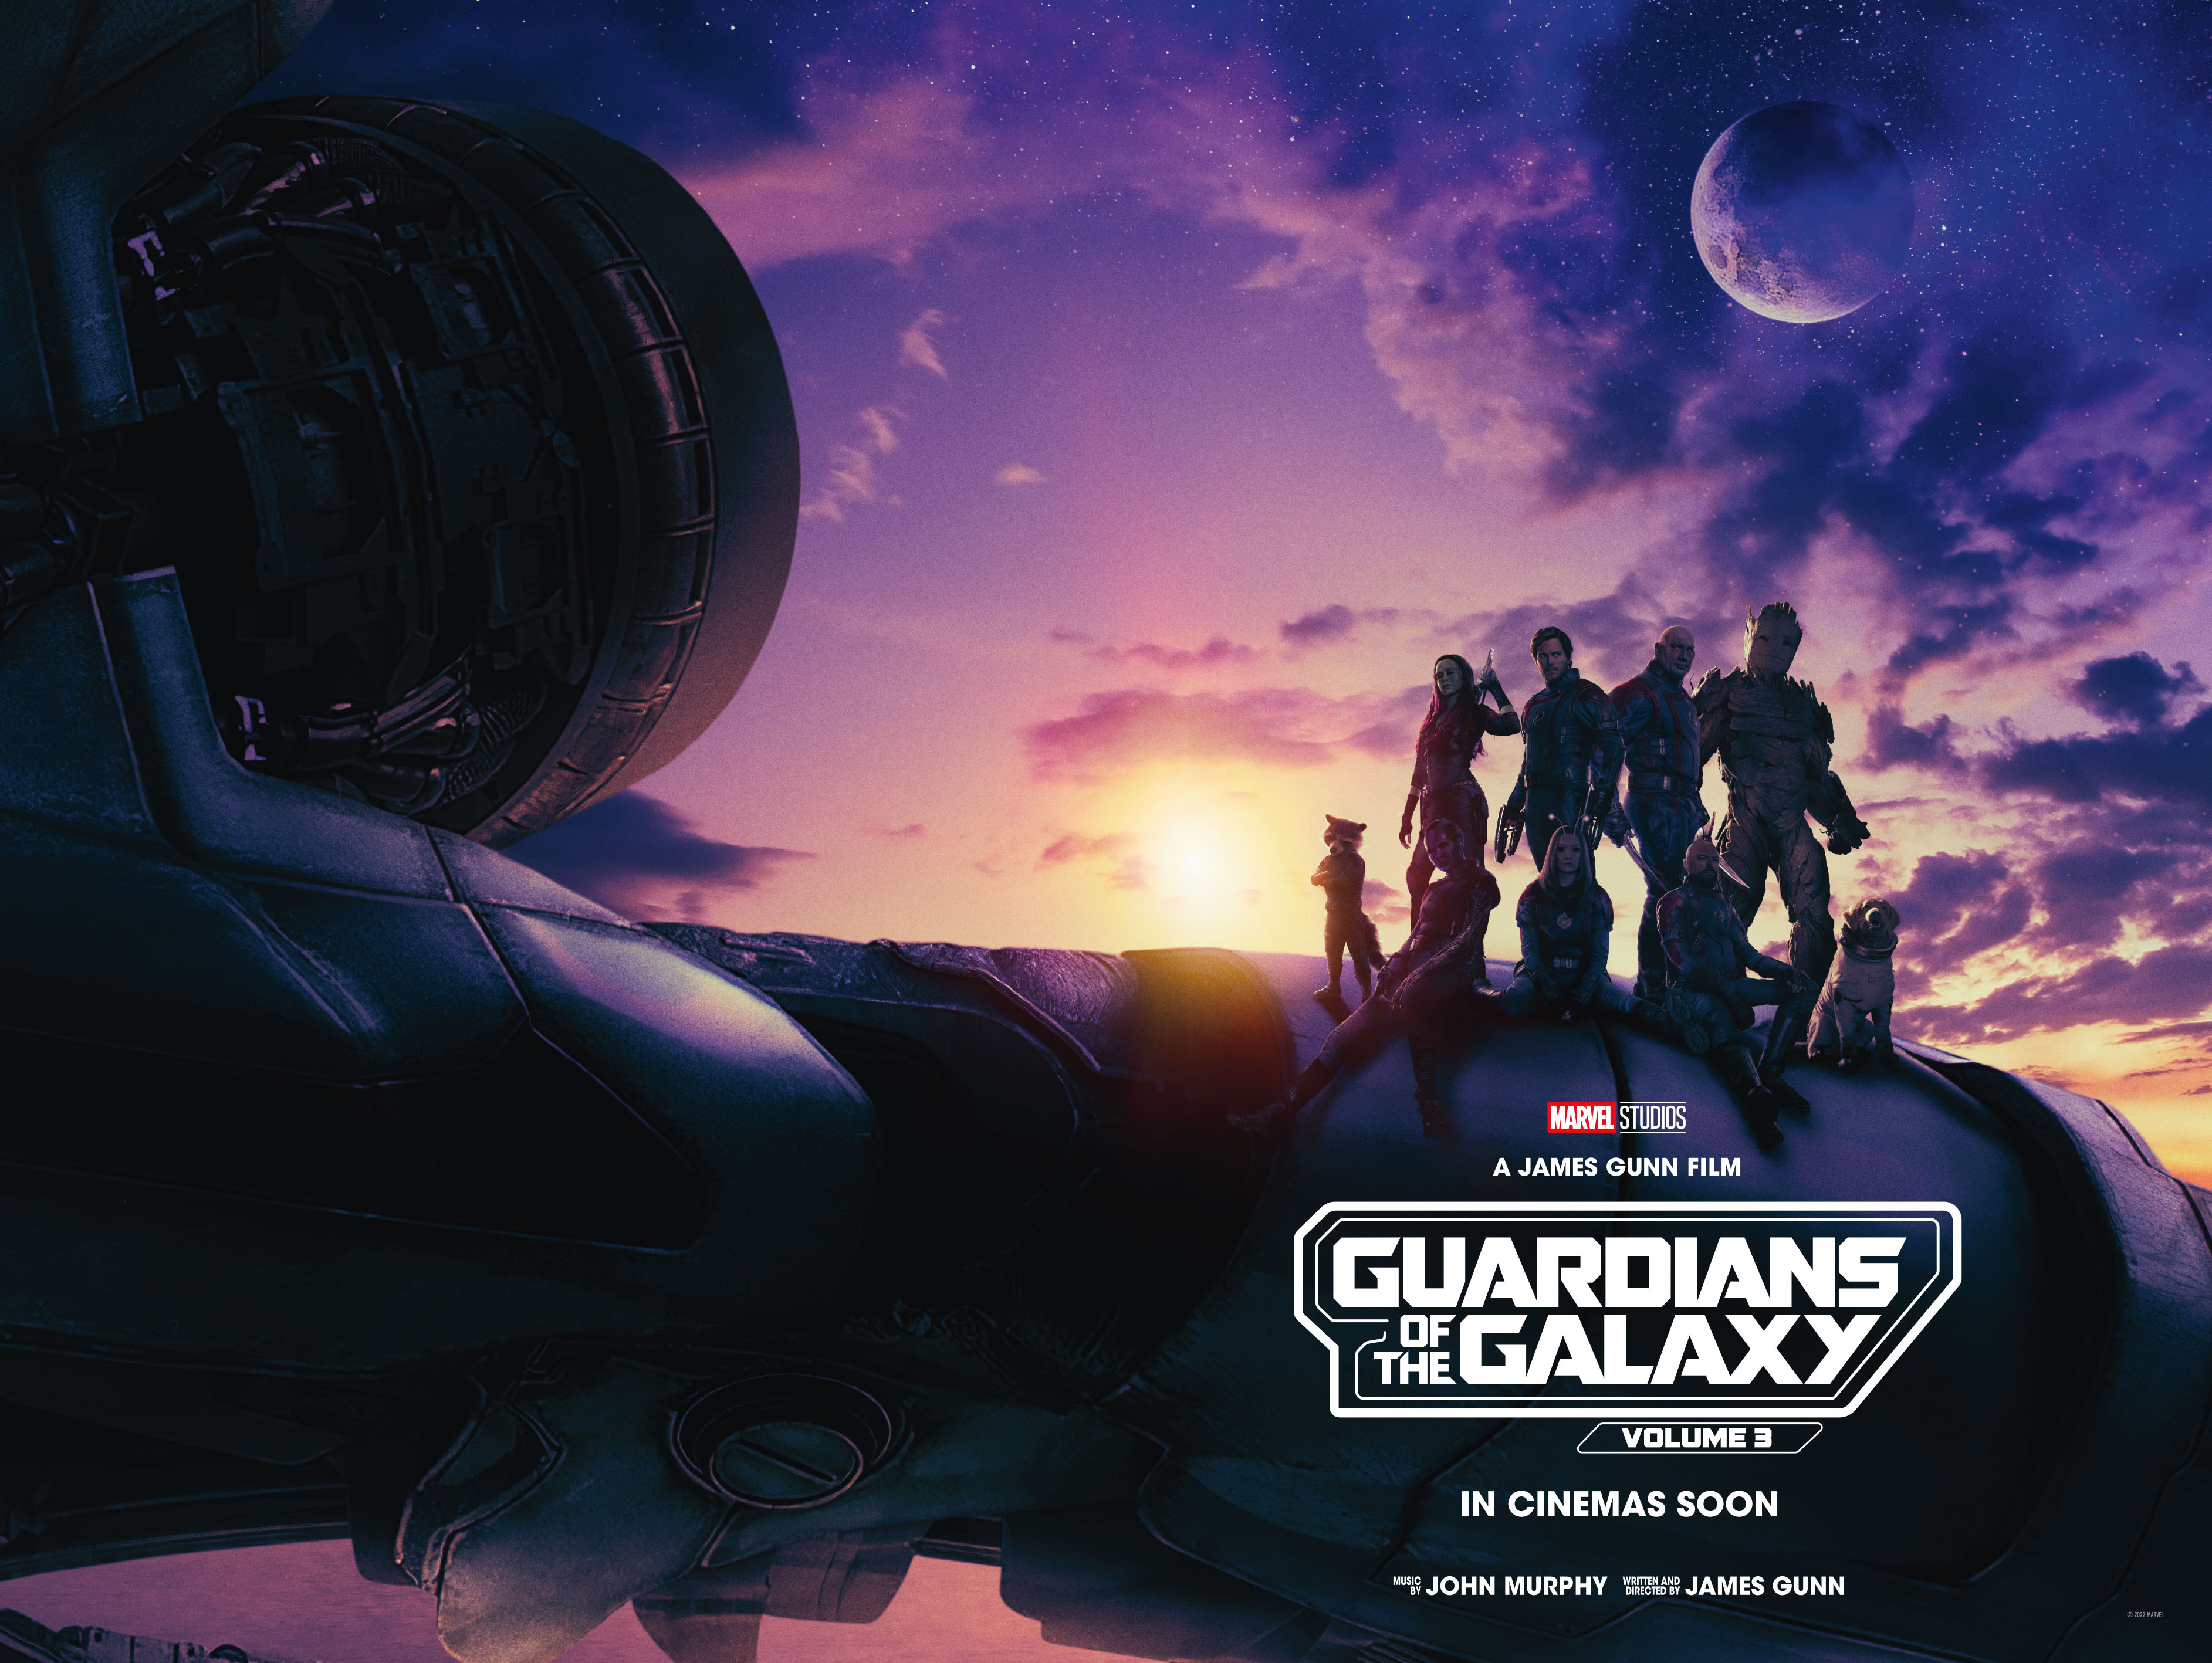 MARVEL STUDIOS
A JAMES GUNN FILM
GUARDIANS
OF
THE GALAXY
VOLUME 3
IN CINEMAS SOON
MUSIC BY JOHN MURPHY WRITTEN AND DIRECTED BY JAMES GUNN
© 2022 MARVEL